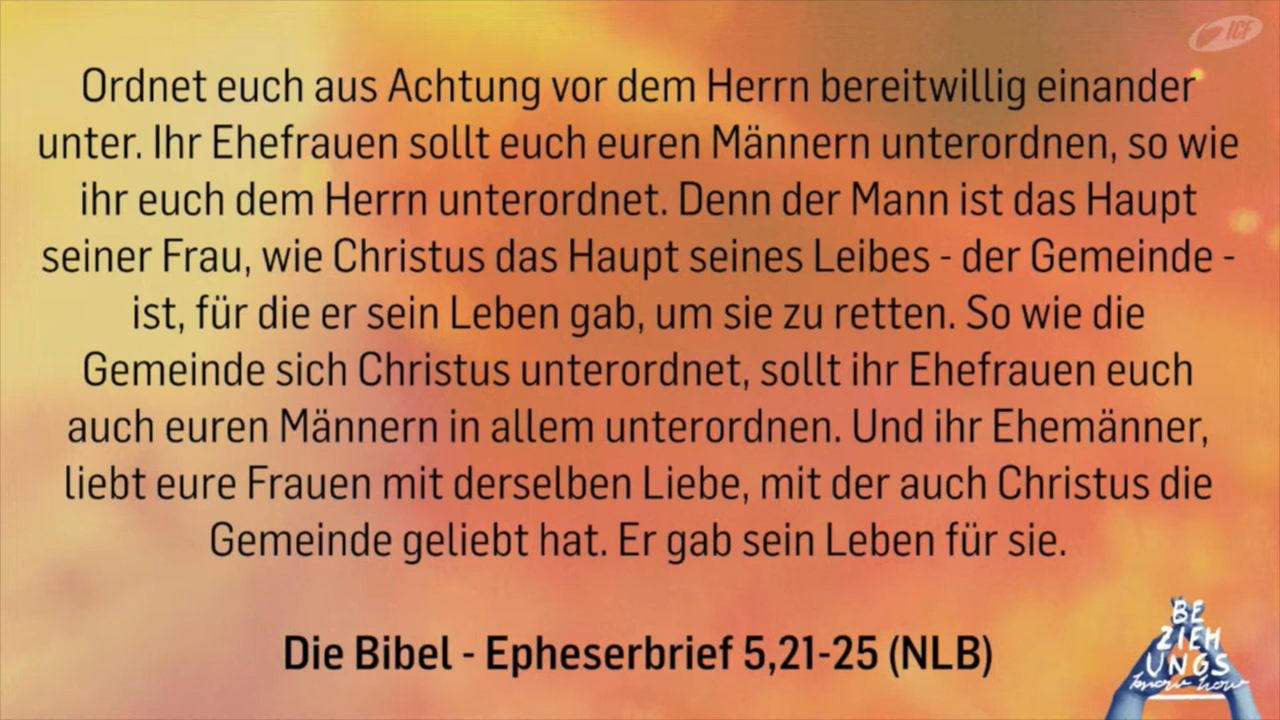 ICF
Ordnet euch aus Achtung vor dem Herrn bereitwillig einander
unter. Ihr Ehefrauen sollt euch euren Männern unterordnen, so wie
ihr euch dem Herrn unterordnet. Denn der Mann ist das Haupt
seiner Frau, wie Christus das Haupt seines Leibes - der Gemeinde -
ist, für die er sein Leben gab, um sie zu retten. So wie die
Gemeinde sich Christus unterordnet, sollt ihr Ehefrauen euch
auch euren Männern in allem unterordnen. Und ihr Ehemänner,
liebt eure Frauen mit derselben Liebe, mit der auch Christus die
Gemeinde geliebt hat. Er gab sein Leben für sie.
Die Bibel - Epheserbrief 5,21-25 (NLB)
BE
ZIEH
UNGS
know how